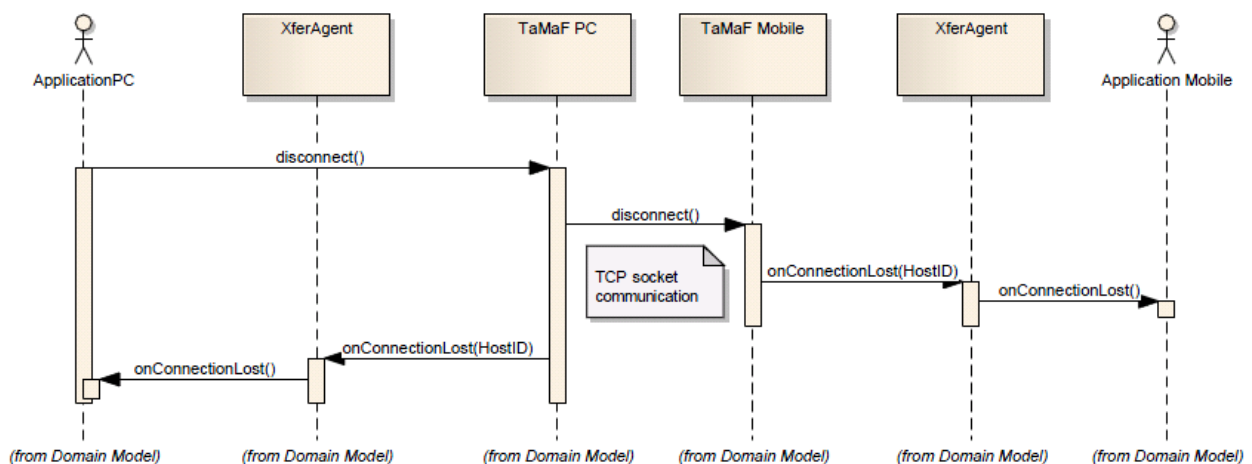 XferAgent
TaMaF PC
TaMaF Mobile
XferAgent
ApplicationPC
Application Mobile
disconnect()
disconnect()
TCP socket
communication
onConnectionLost(HostID)
onConnectionLost()
onConnectionLost(HostID)
onConnectionLost()
(from Domain Model)
(from Domain Model)
(from Domain Model)
(from Domain Model)
(from Domain Model)
(from Domain Model)